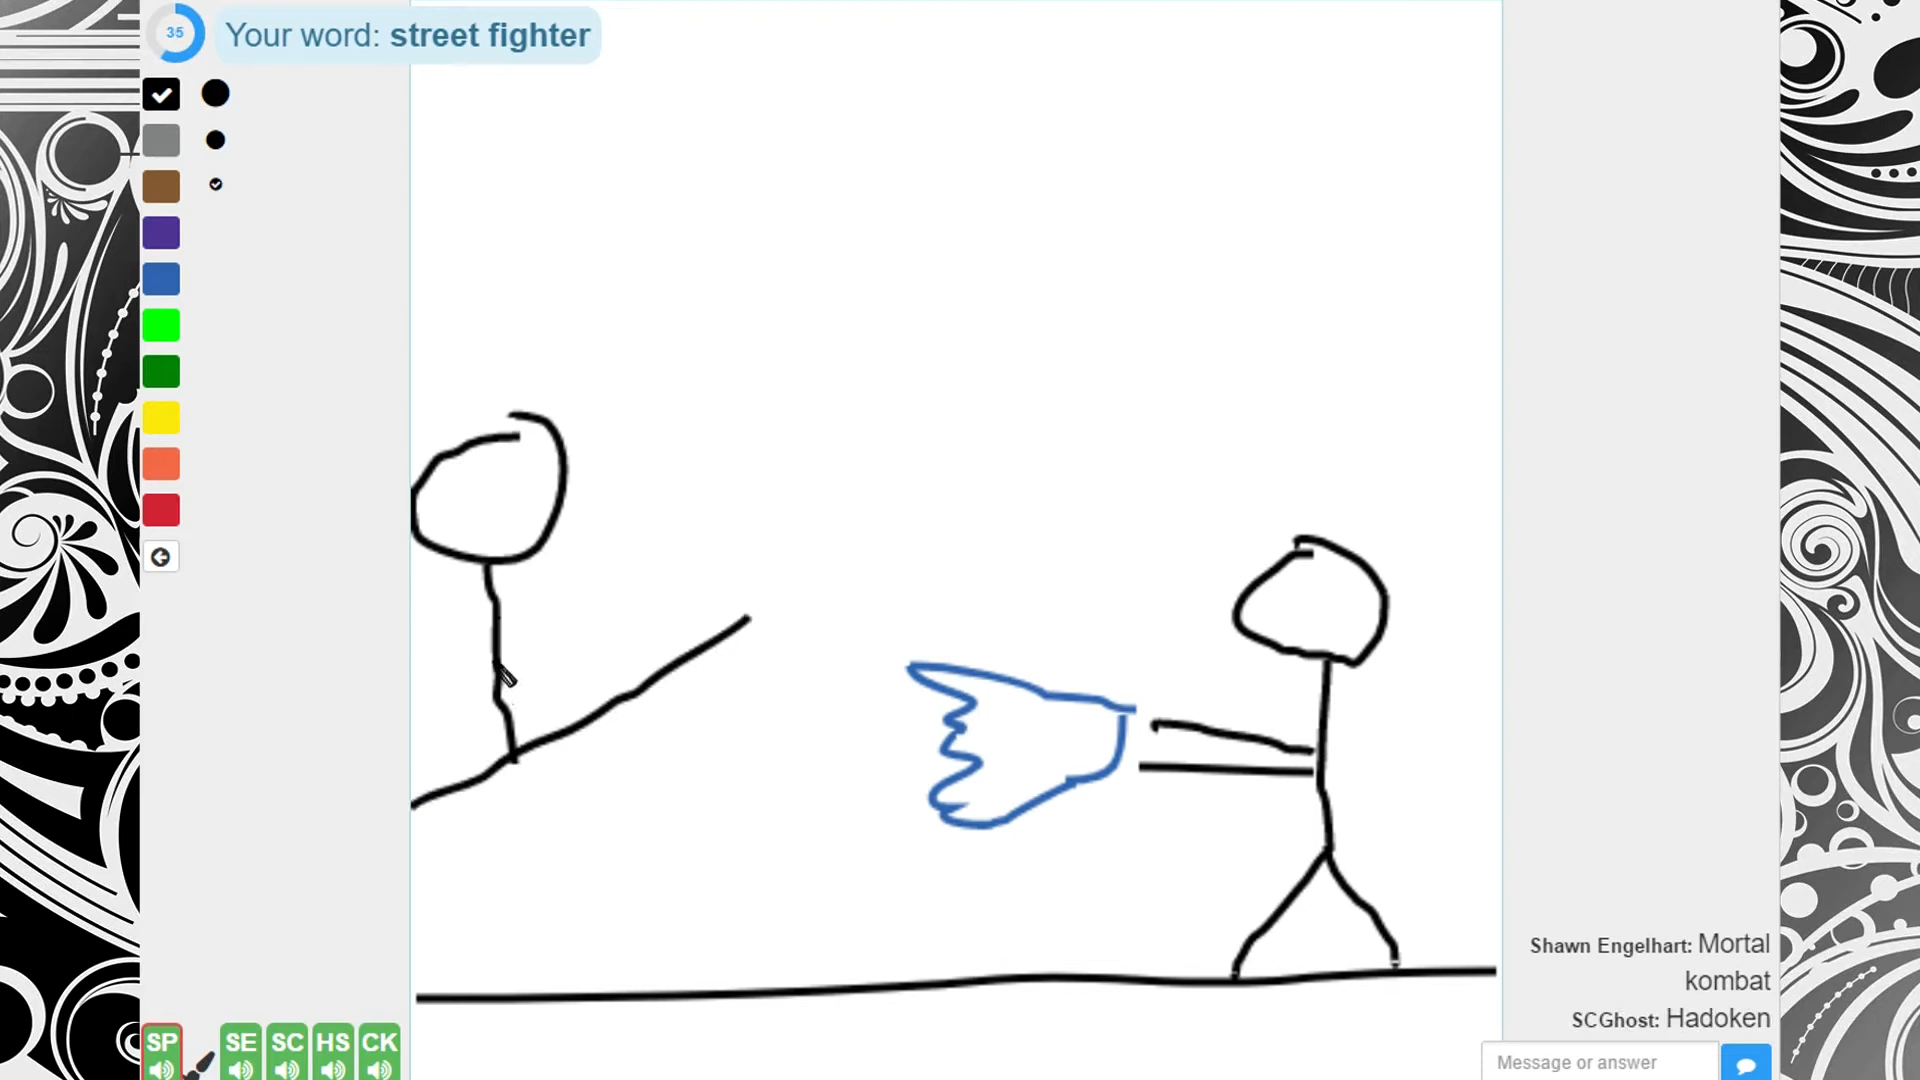 35
Your word: street fighter
Shawn Engelhart: Mortal
kombat
SCGhost: Hadoken
SP SE SC HS CK
Message or answer